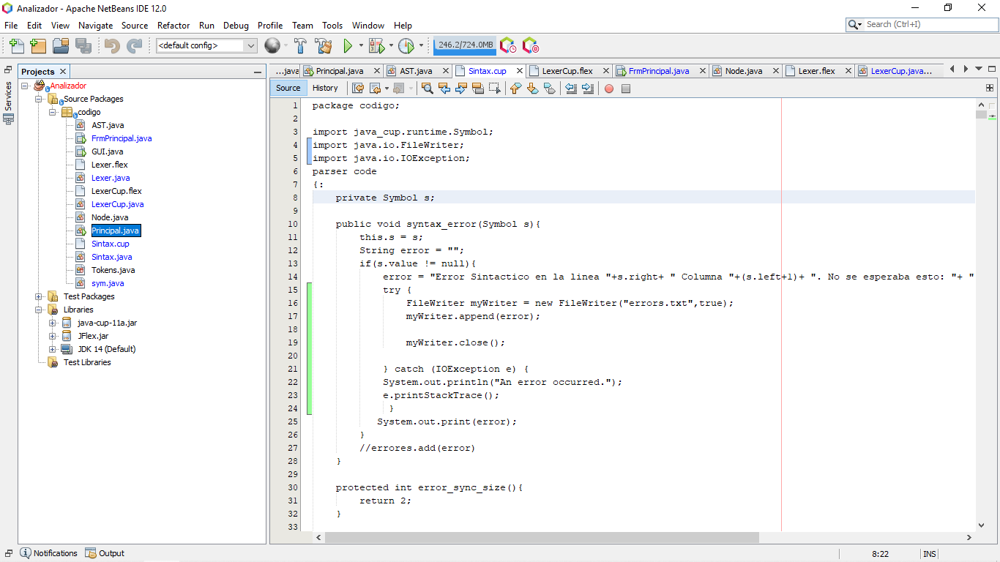 Analizador - Apache NetBeans IDE 12.0
File Edit View Navigate Source Refactor Run Debug Profile Team Tools Window Help
Search (Ctrl+I)
<default config>
246.2/724.0MB
Services
Projects
Analizador
Source Packages
codigo
AST.java
FrmPrincipal.java
GUI.java
Lexer.flex
Lexer.java
LexerCup.flex
LexerCup.java
Node.java
Principal.java
Sintax.cup
Sintax.java
Tokens.java
sym.java
Test Packages
Libraries
java-cup-11a.jar
JFlex.jar
JDK 14 (Default)
Test Libraries
...java Principal.java AST.java Sintax.cup LexerCup.flex FrmPrincipal.java Node.java Lexer.flex LexerCup.java...
Source History
1 package codigo;
2
3 import java_cup.runtime.Symbol;
4 import java.io.FileWriter;
5 import java.io.IOException;
6 parser code
7 {:
8 private Symbol s;
9
10 public void syntax_error(Symbol s){
11 this.s = s;
12 String error = "";
13 if(s.value != null){
14 error = "Error Sintactico en la linea "+s.right+ " Columna "+(s.left+1)+ ". No se esperaba esto: "+ "
15 try {
16 FileWriter myWriter = new FileWriter("errors.txt",true);
17 myWriter.append(error);
18
19 myWriter.close();
20
21 } catch (IOException e) {
22 System.out.println("An error occurred.");
23 e.printStackTrace();
24 }
25 System.out.print(error);
26 }
27 //errores.add(error)
28 }
29
30 protected int error_sync_size(){
31 return 2;
32 }
33
Notifications Output
8:22 INS